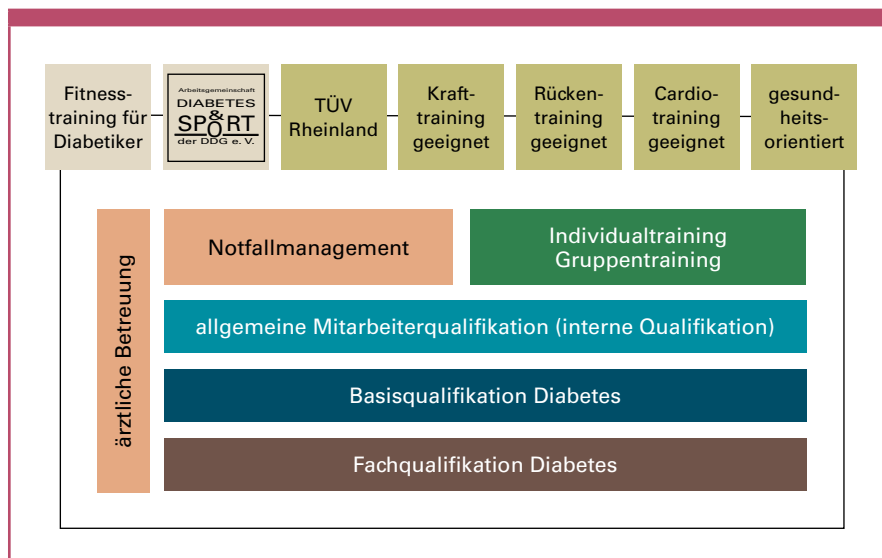 Fitness-
training für
Diabetiker
Arbeitsgemeinschaft
DIABETES
&
SPORT
der DDG e. V.
TÜV
Rheinland
Kraft-
training
geeignet
Rücken-
training
geeignet
Cardio-
training
geeignet
gesund-
heits-
orientiert
ärztliche Betreuung
Notfallmanagement
Individualtraining
Gruppentraining
allgemeine Mitarbeiterqualifikation (interne Qualifikation)
Basisqualifikation Diabetes
Fachqualifikation Diabetes